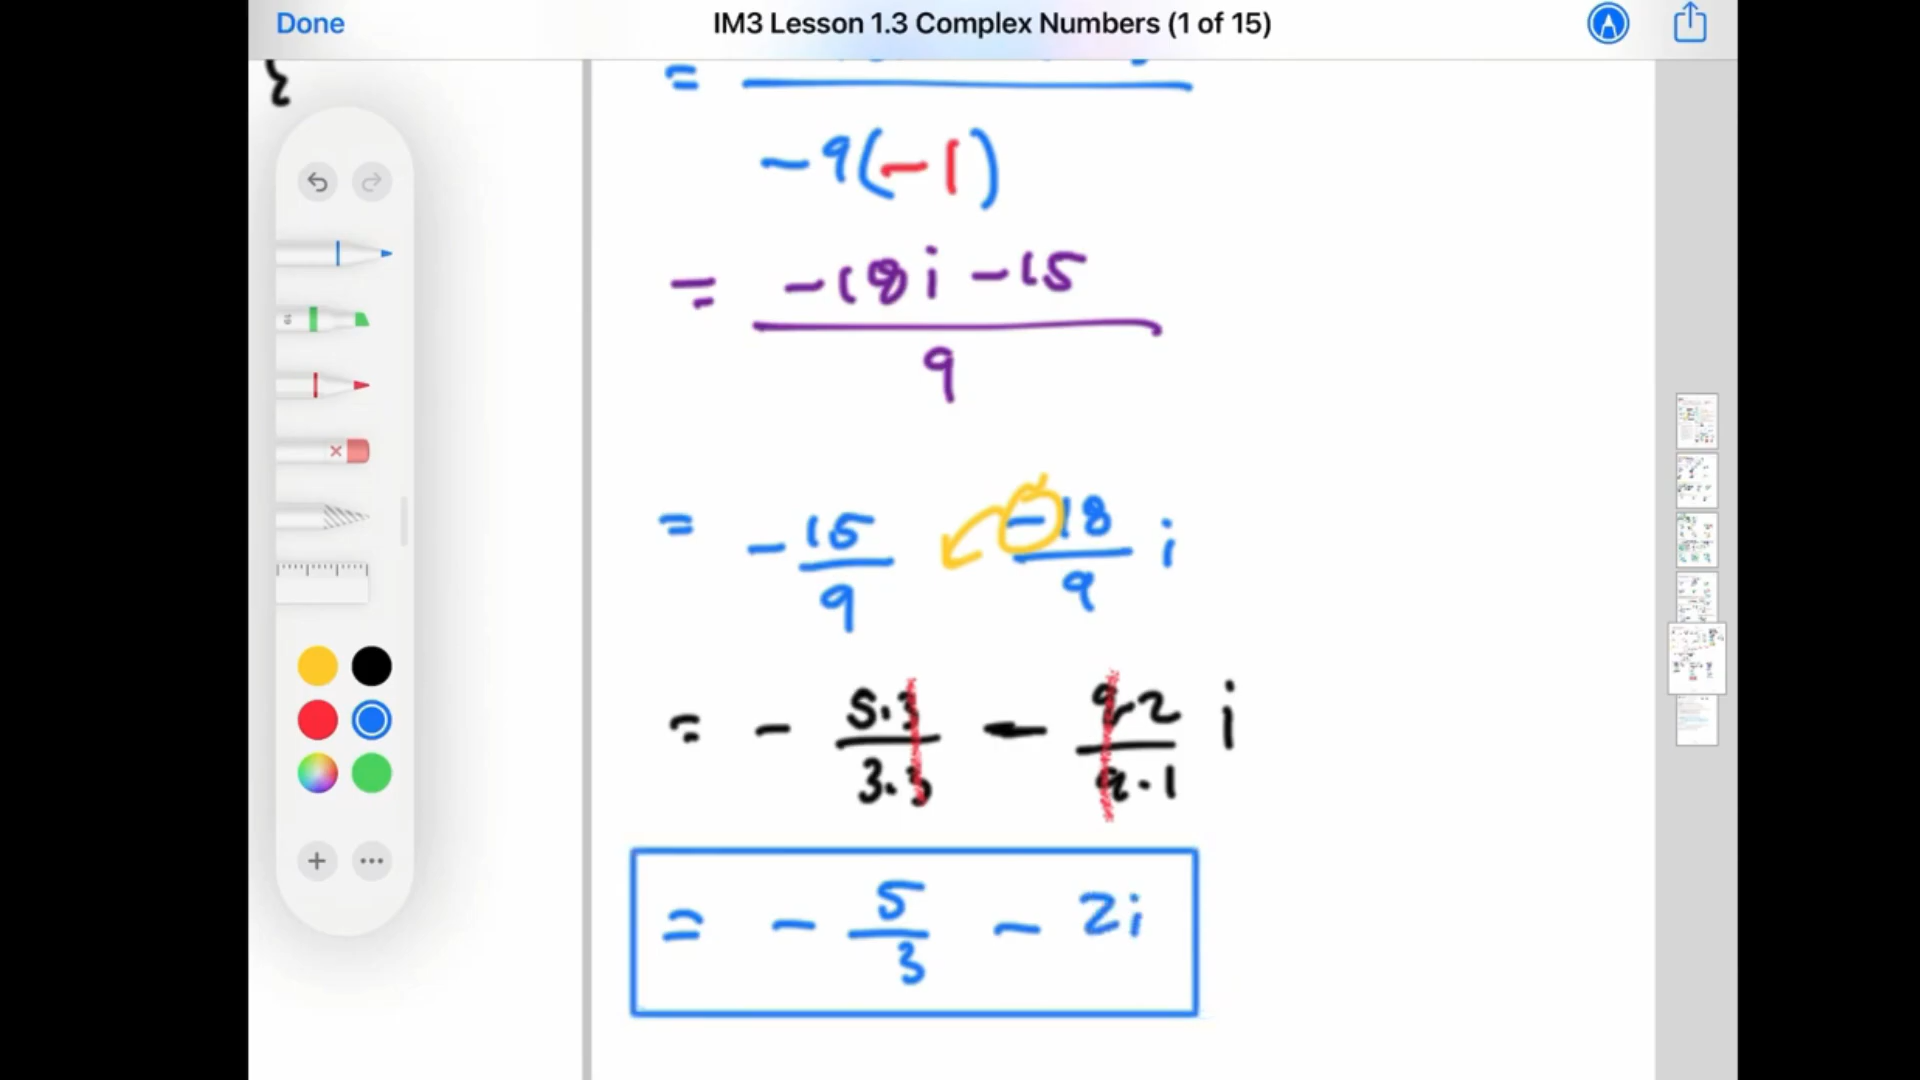 Done IM3 Lesson 1.3 Complex Numbers (1 of 15)
=
-9(-1)
= -18i -15
9
= -15/9 -18/9 i
= - 5.3/3.3 - 9.2/9.1 i
= - 5/3 - 2i